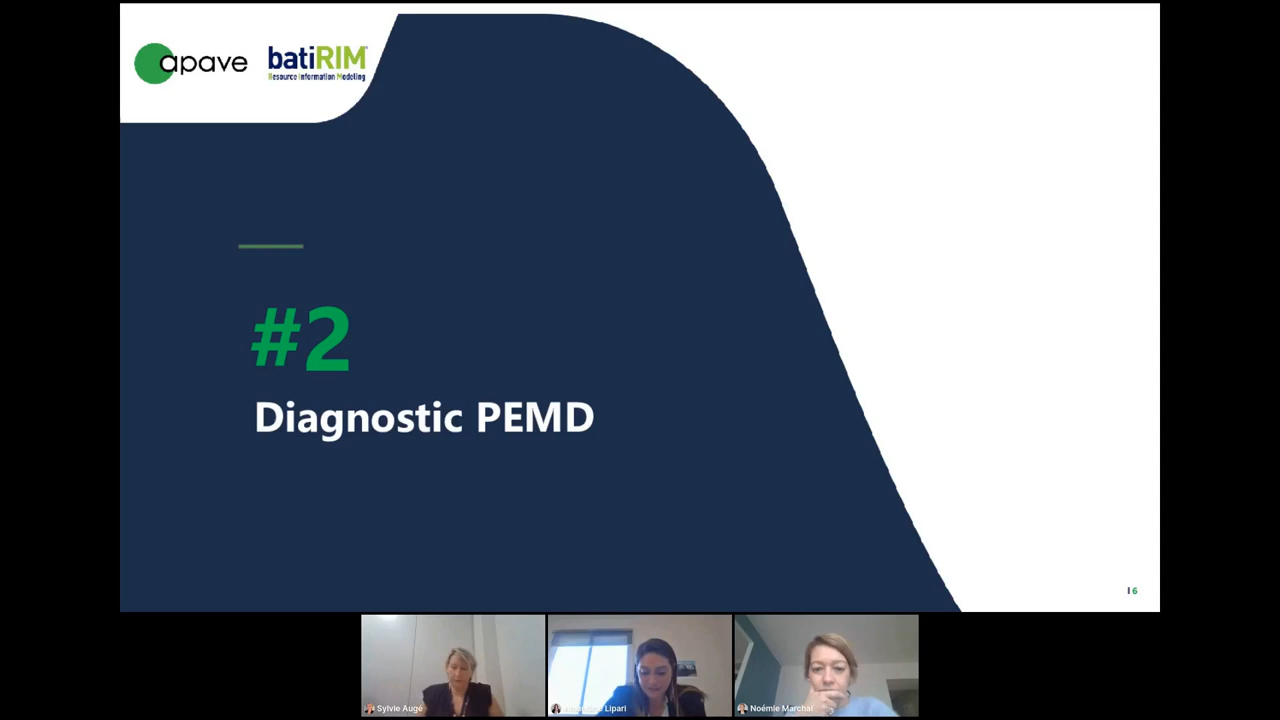 apave
batiRIM
Resource Information Modeling
#2
Diagnostic PEMD
I 6
Sylvie Augé
Lipari
Noémie Marchal